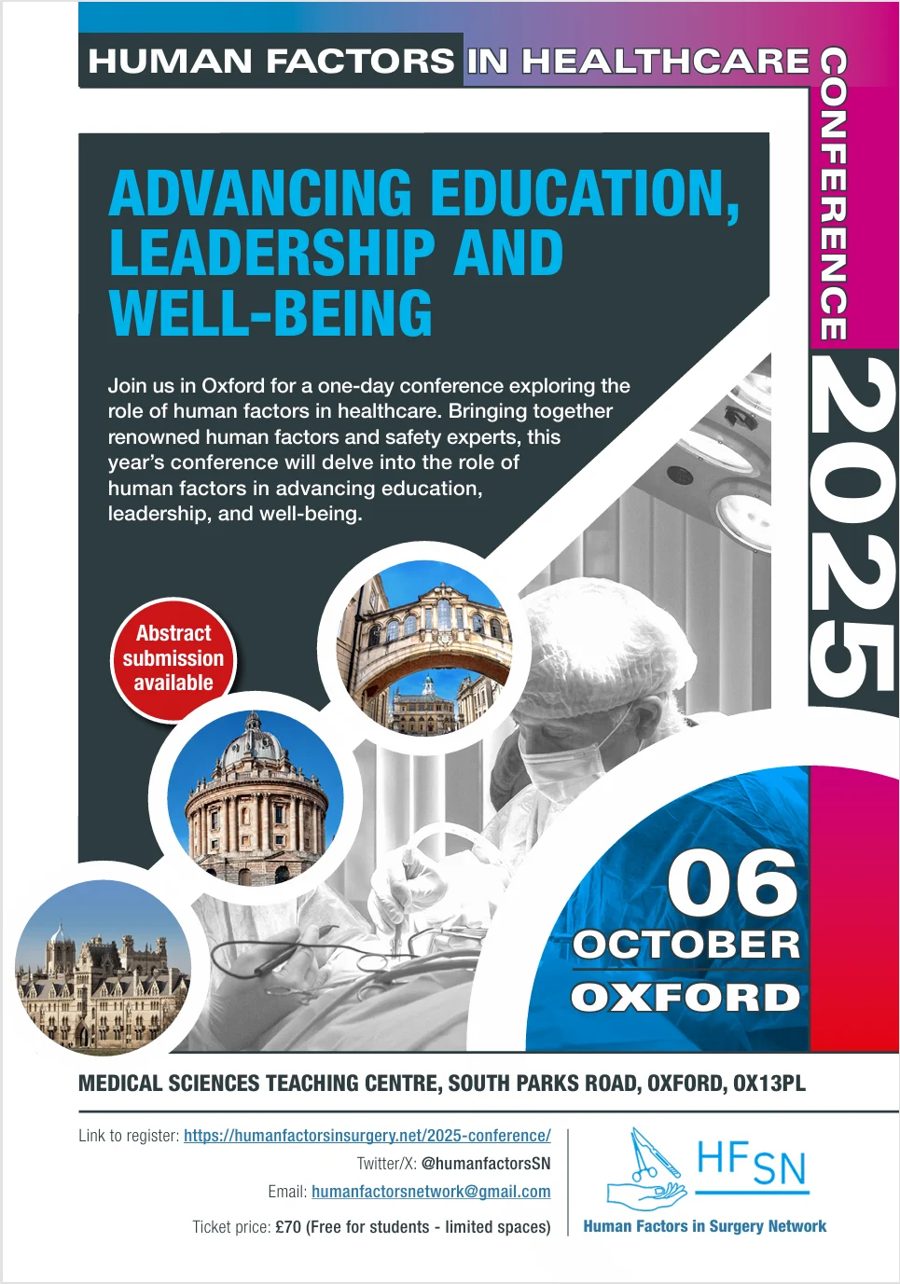 HUMAN FACTORS IN HEALTHCARE
CONFERENCE
2025
ADVANCING EDUCATION,
LEADERSHIP AND
WELL-BEING
Join us in Oxford for a one-day conference exploring the
role of human factors in healthcare. Bringing together
renowned human factors and safety experts, this
year's conference will delve into the role of
human factors in advancing education,
leadership, and well-being.
Abstract
submission
available
06
OCTOBER
OXFORD
MEDICAL SCIENCES TEACHING CENTRE, SOUTH PARKS ROAD, OXFORD, OX13PL
Link to register: https://humanfactorsinsurgery.net/2025-conference/
Twitter/X: @humanfactorsSN
Email: humanfactorsnetwork@gmail.com
Ticket price: £70 (Free for students - limited spaces)
HFSN
Human Factors in Surgery Network